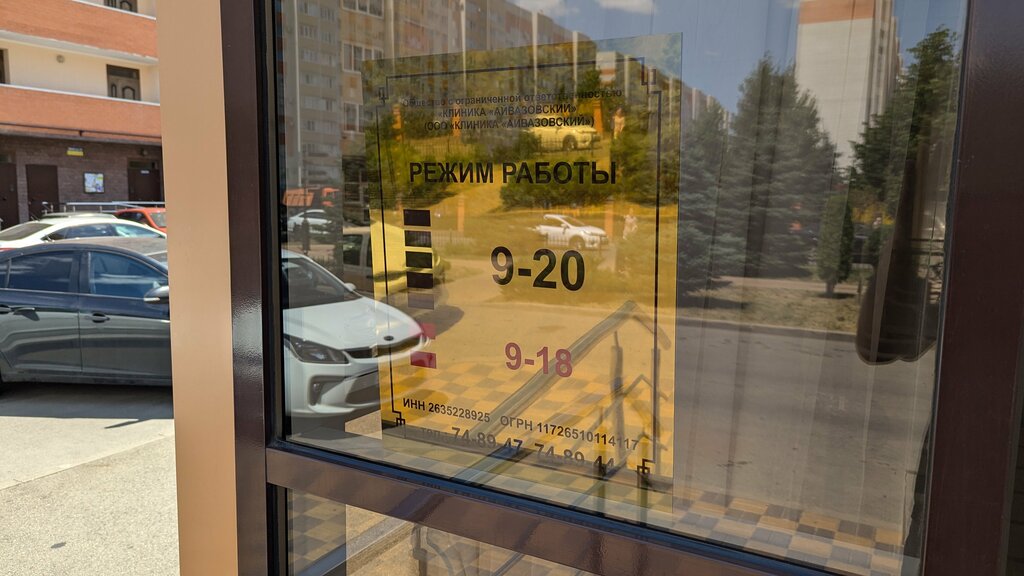 Общество с ограниченной ответственностью
«КЛИНИКА «АЙВАЗОВСКИЙ»
(ООО «КЛИНИКА «АЙВАЗОВСКИЙ»)
РЕЖИМ РАБОТЫ
9-20
9-18
ИНН 2635228925 ОГРН 11726510114117
74-89-47, 74-89-44